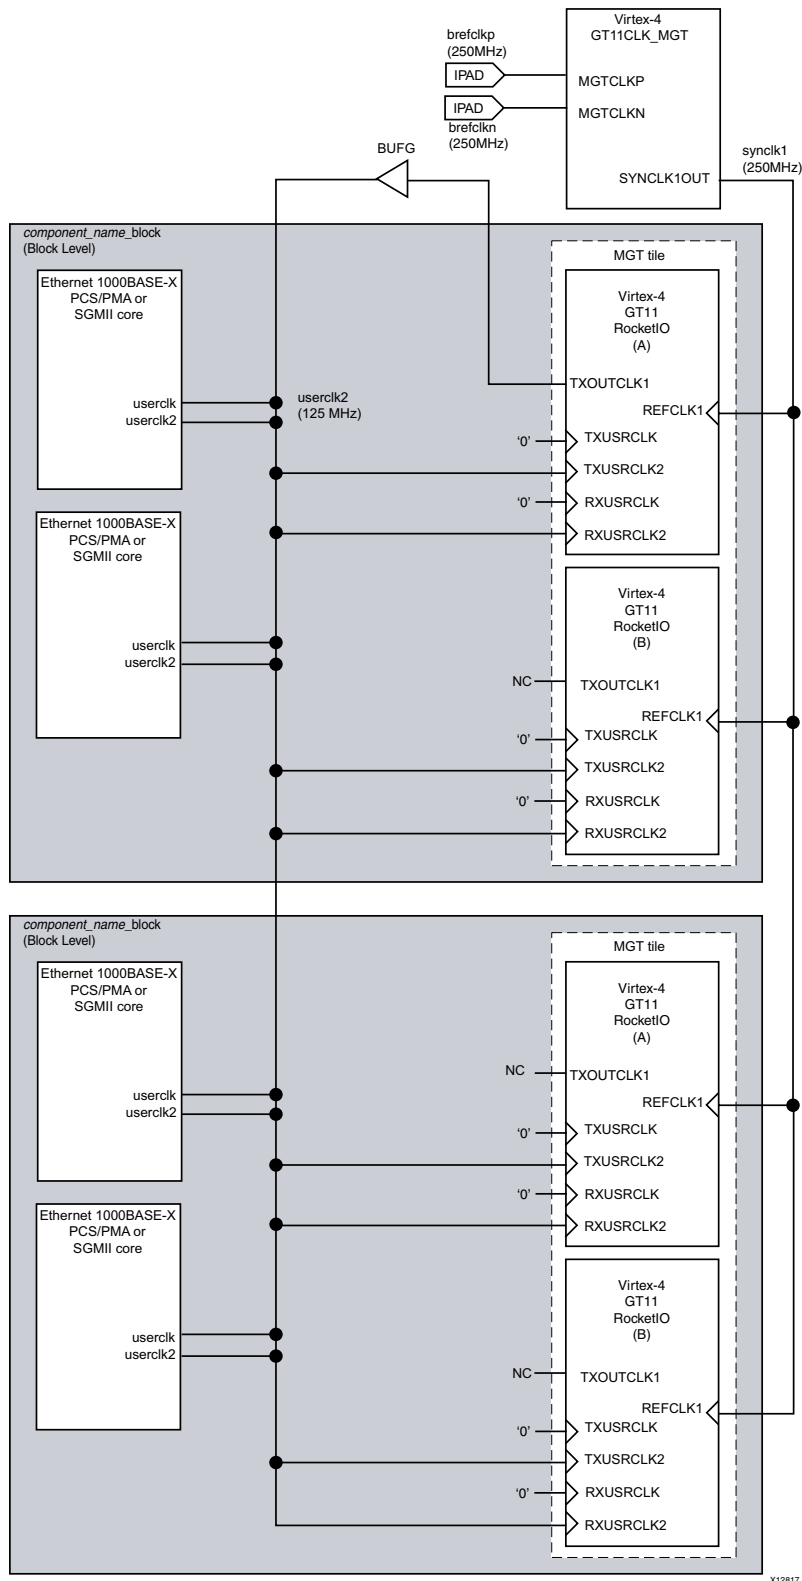 Virtex-4
GT11CLK_MGT
brefclkp
(250MHz)
IPAD
MGTCLKP
IPAD
MGTCLKN
brefclkn
(250MHz)
BUFG
synclk1
(250MHz)
SYNCLK1OUT
component_name_block
(Block Level)
MGT tile
Ethernet 1000BASE-X
PCS/PMA or
SGMII core
userclk
userclk2
userclk2
(125 MHz)
Virtex-4
GT11
RocketIO
(A)
TXOUTCLK1
REFCLK1
‘0’
TXUSRCLK
TXUSRCLK2
‘0’
RXUSRCLK
RXUSRCLK2
Ethernet 1000BASE-X
PCS/PMA or
SGMII core
userclk
userclk2
Virtex-4
GT11
RocketIO
(B)
NC
TXOUTCLK1
REFCLK1
‘0’
TXUSRCLK
TXUSRCLK2
‘0’
RXUSRCLK
RXUSRCLK2
component_name_block
(Block Level)
MGT tile
Ethernet 1000BASE-X
PCS/PMA or
SGMII core
userclk
userclk2
Virtex-4
GT11
RocketIO
(A)
NC
TXOUTCLK1
REFCLK1
‘0’
TXUSRCLK
TXUSRCLK2
‘0’
RXUSRCLK
RXUSRCLK2
Ethernet 1000BASE-X
PCS/PMA or
SGMII core
userclk
userclk2
Virtex-4
GT11
RocketIO
(B)
NC
TXOUTCLK1
REFCLK1
‘0’
TXUSRCLK
TXUSRCLK2
‘0’
RXUSRCLK
RXUSRCLK2
X12817